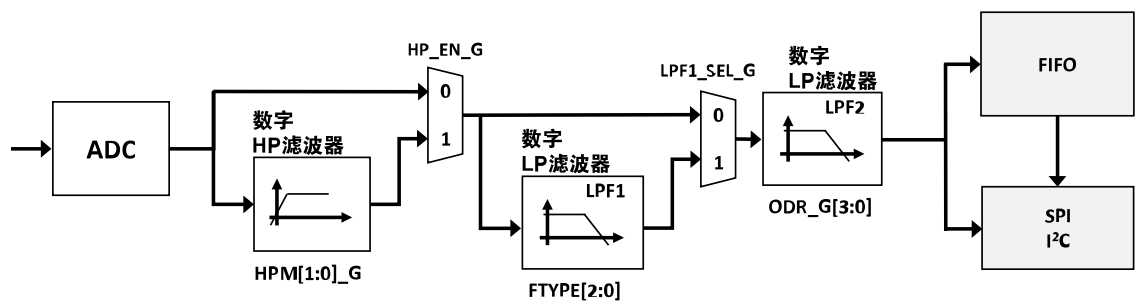 ADC
数字
HP滤波器
HPM[1:0]_G
HP_EN_G
0
1
数字
LP滤波器
LPF1
FTYPE[2:0]
LPF1_SEL_G
0
1
数字
LP滤波器
LPF2
ODR_G[3:0]
FIFO
SPI
I²C